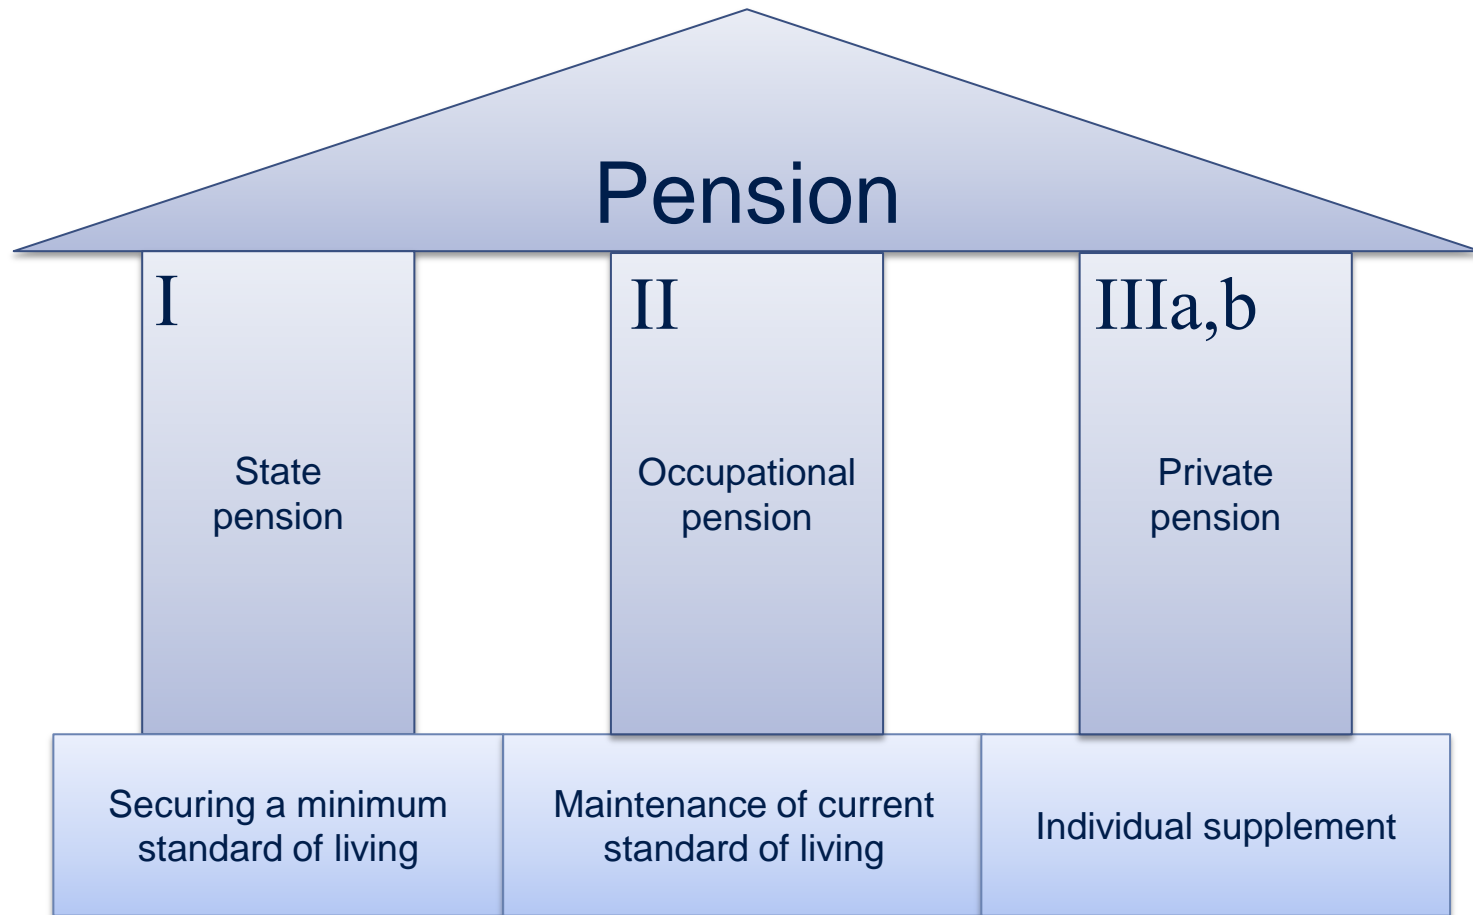 Pension
I
State
pension
II
Occupational
pension
IIIa,b
Private
pension
Securing a minimum
standard of living
Maintenance of current
standard of living
Individual supplement